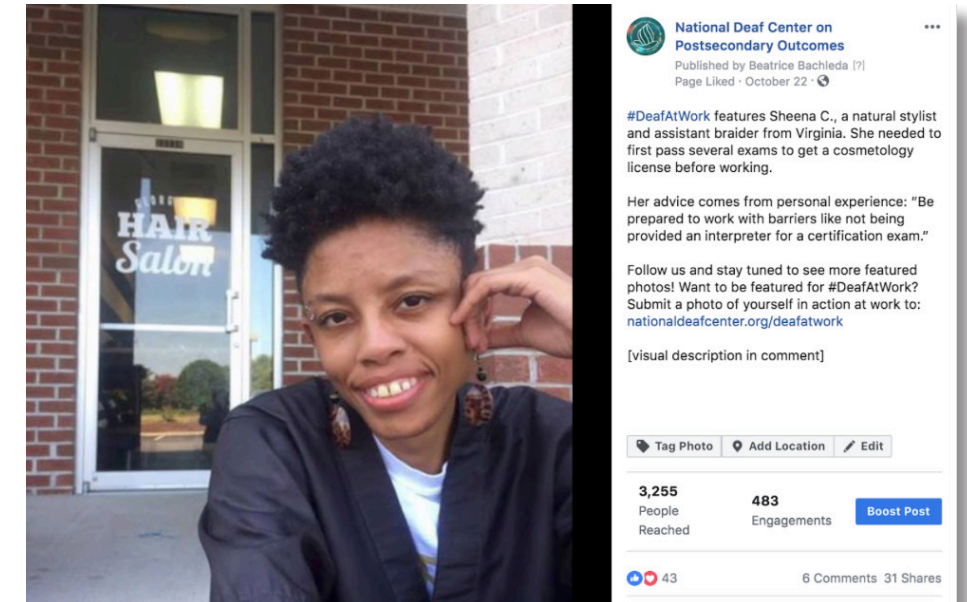 HAIR
Salon
National Deaf Center on
Postsecondary Outcomes
Published by Beatrice Bachleda [?]
Page Liked · October 22 ·
#DeafAtWork features Sheena C., a natural stylist
and assistant braider from Virginia. She needed to
first pass several exams to get a cosmetology
license before working.
Her advice comes from personal experience: "Be
prepared to work with barriers like not being
provided an interpreter for a certification exam."
Follow us and stay tuned to see more featured
photos! Want to be featured for #DeafAtWork?
Submit a photo of yourself in action at work to:
nationaldeafcenter.org/deafatwork
[visual description in comment]
Tag Photo Add Location Edit
3,255
People
Reached
483
Engagements
Boost Post
43 6 Comments 31 Shares